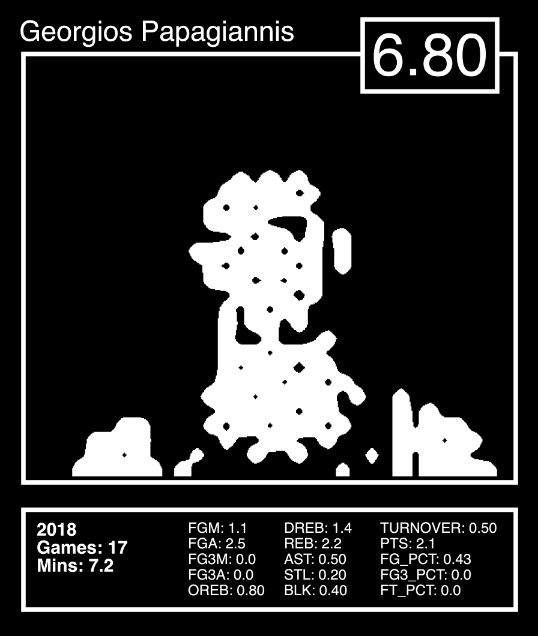 Georgios Papagiannis
6.80
2018
Games: 17
Mins: 7.2
FGM: 1.1
FGA: 2.5
FG3M: 0.0
FG3A: 0.0
OREB: 0.80
DREB: 1.4
REB: 2.2
AST: 0.50
STL: 0.20
BLK: 0.40
TURNOVER: 0.50
PTS: 2.1
FG_PCT: 0.43
FG3_PCT: 0.0
FT_PCT: 0.0